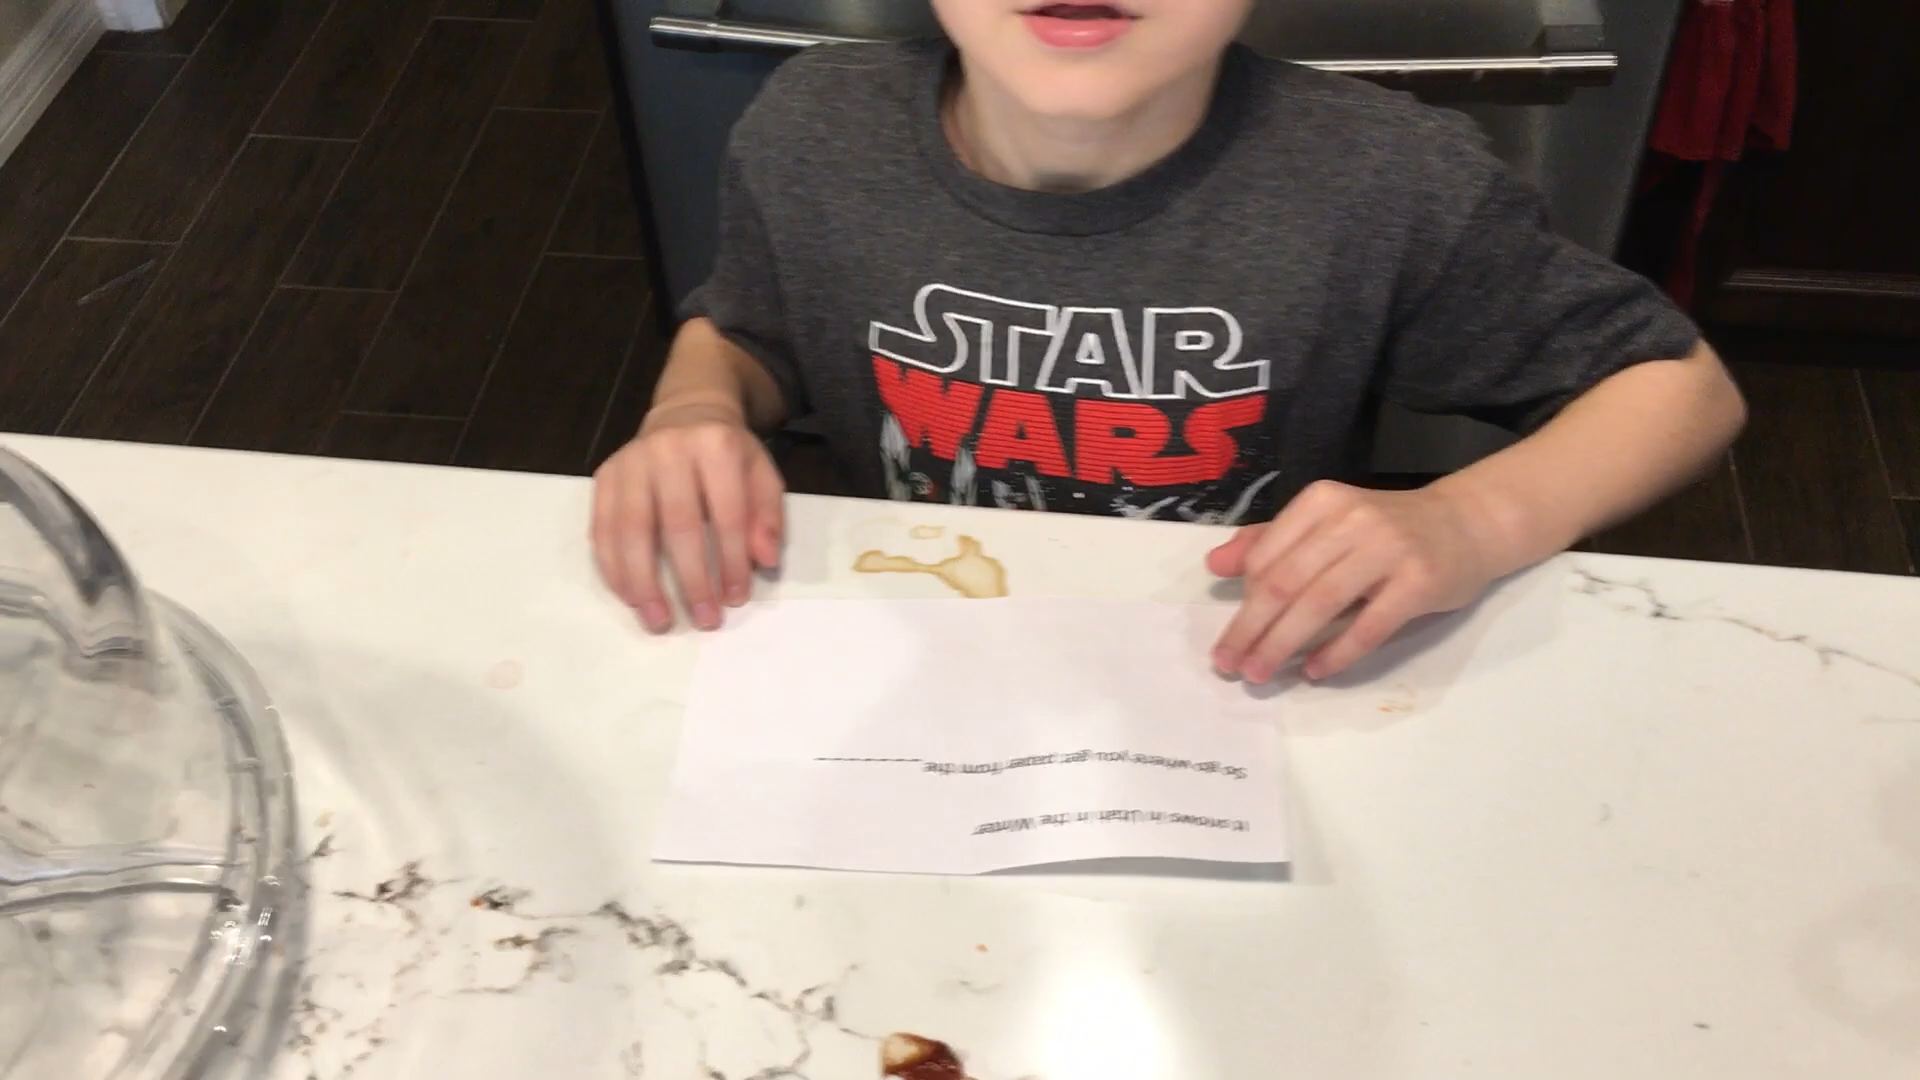 STAR
WARS
It snows in Utah in the Winter
So go where you get paper from the --------